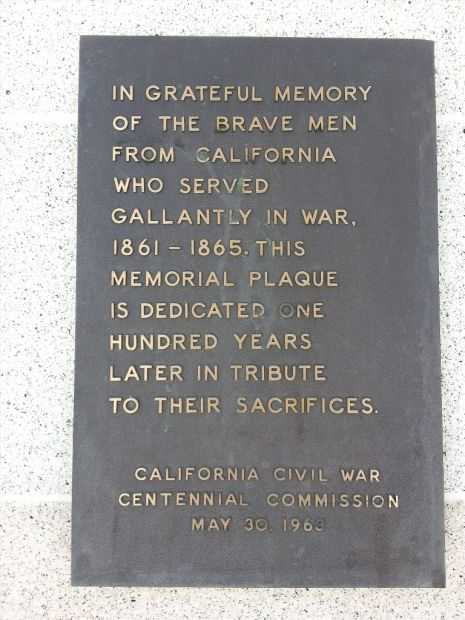 IN GRATEFUL MEMORY
OF THE BRAVE MEN
FROM CALIFORNIA
WHO SERVED
GALLANTLY IN WAR,
1861 – 1865. THIS
MEMORIAL PLAQUE
IS DEDICATED ONE
HUNDRED YEARS
LATER IN TRIBUTE
TO THEIR SACRIFICES.
CALIFORNIA CIVIL WAR
CENTENNIAL COMMISSION
MAY 30, 1963